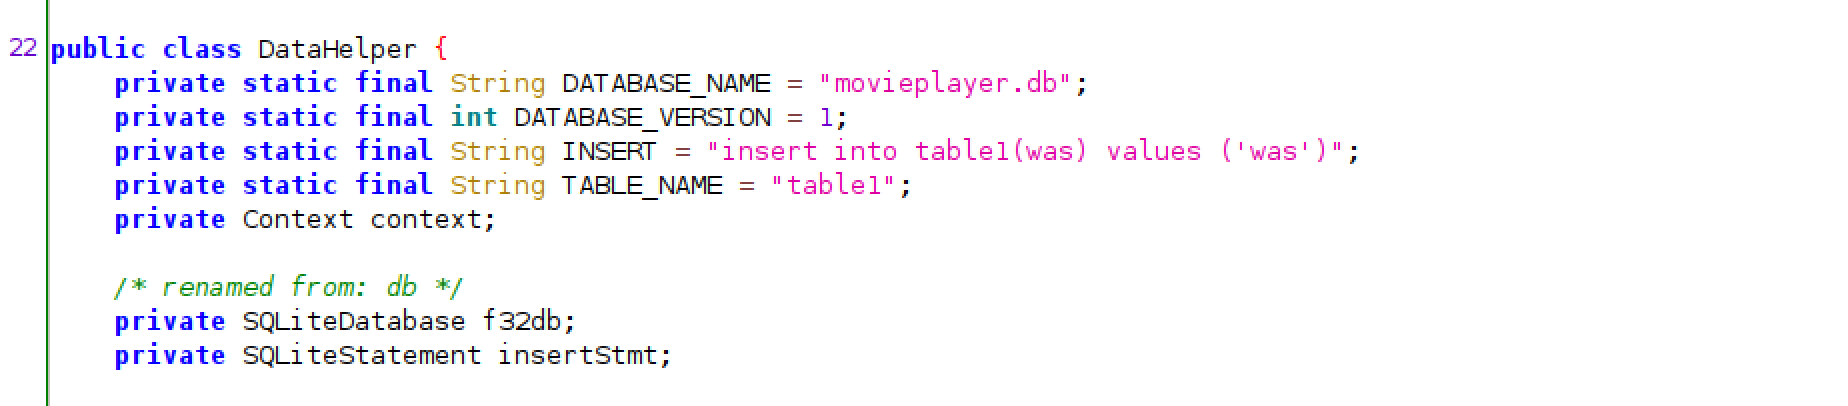 22 public class DataHelper {
private static final String DATABASE_NAME = "movieplayer.db";
private static final int DATABASE_VERSION = 1;
private static final String INSERT = "insert into table1(was) values ('was')";
private static final String TABLE_NAME = "table1";
private Context context;
/* renamed from: db */
private SQLiteDatabase f32db;
private SQLiteStatement insertStmt;